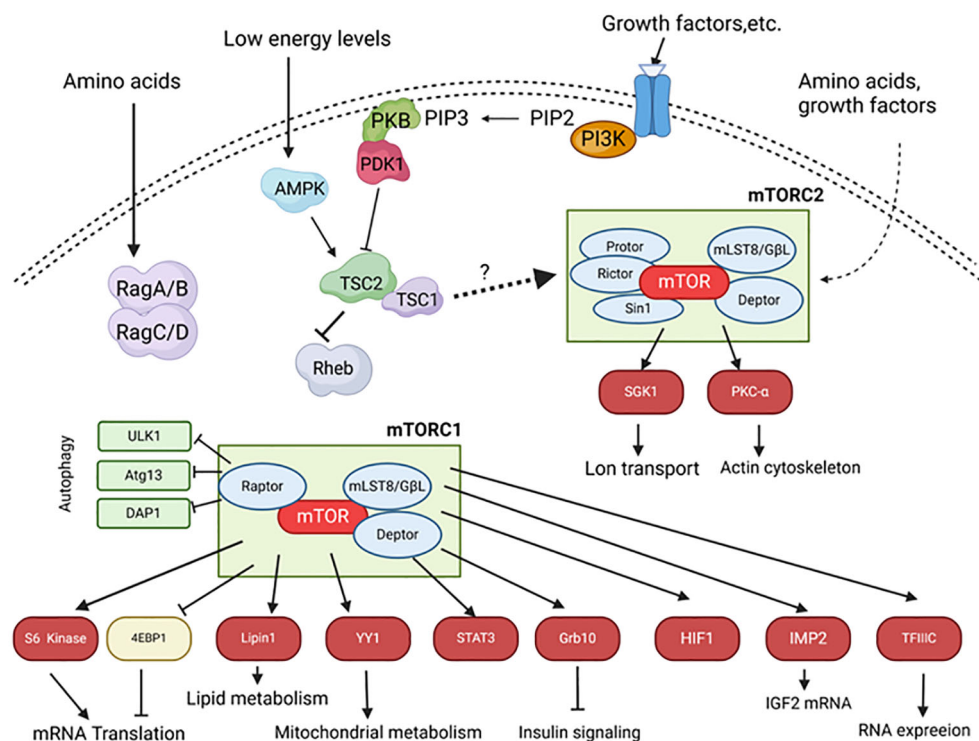 Growth factors,etc.
Low energy levels
Amino acids
Amino acids,
growth factors
PKB
PIP3
PIP2
PI3K
PDK1
AMPK
mTORC2
Protor
mLST8/GβL
Rictor
mTOR
Sin1
Deptor
TSC2
TSC1
?
RagA/B
RagC/D
Rheb
SGK1
PKC-α
Lon transport
Actin cytoskeleton
mTORC1
Autophagy
ULK1
Atg13
DAP1
Raptor
mLST8/GβL
mTOR
Deptor
S6 Kinase
4EBP1
Lipin1
YY1
STAT3
Grb10
HIF1
IMP2
TFIIIC
Lipid metabolism
IGF2 mRNA
mRNA Translation
Mitochondrial metabolism
Insulin signaling
RNA expreeion